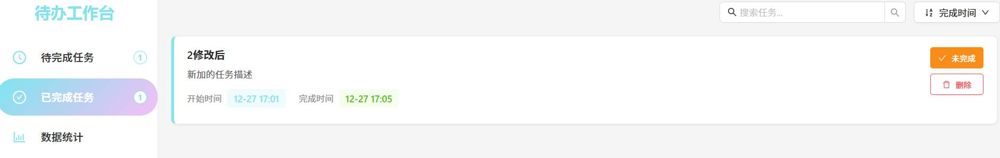 待办工作台
待完成任务 1
已完成任务 1
数据统计
搜索任务...
完成时间
2修改后
新加的任务描述
开始时间 12-27 17:01 完成时间 12-27 17:05
未完成
删除